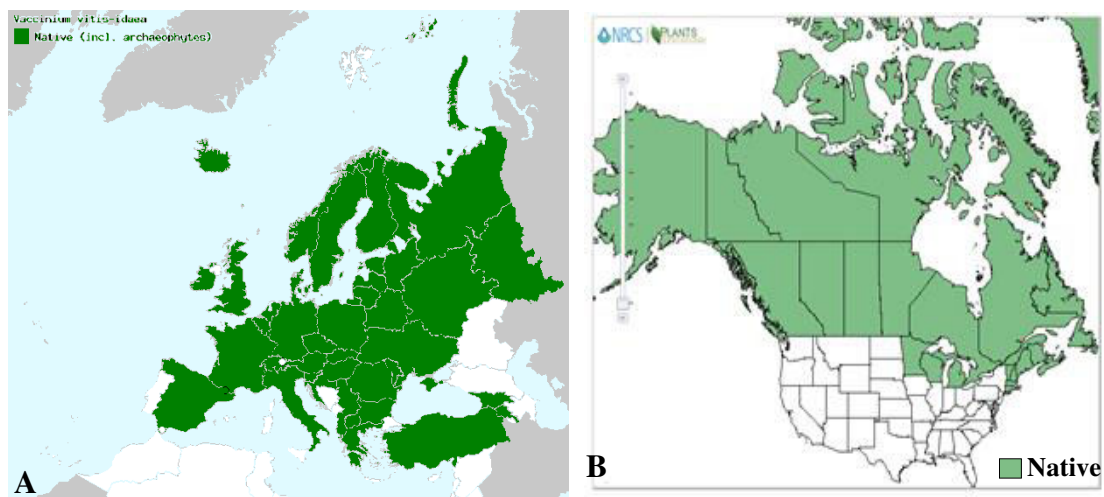 Vaccinium vitis-idaea
Native (incl. archaeophytes)
A
NRCS PLANTS
B
Native